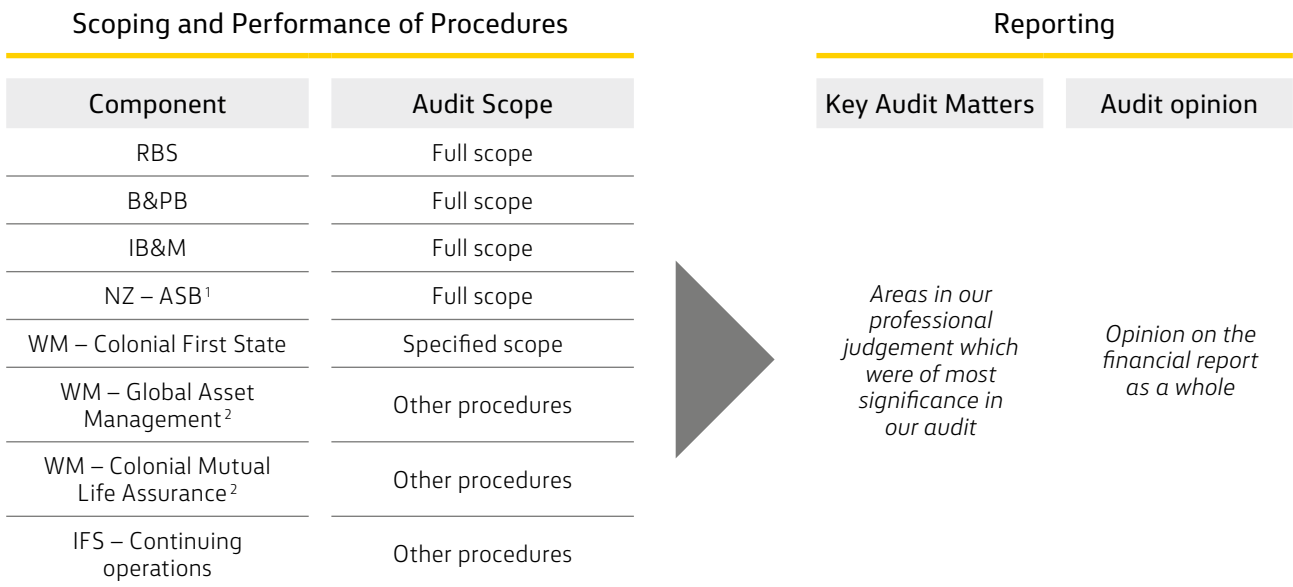 Scoping and Performance of Procedures
Reporting
Component
Audit Scope
Key Audit Matters
Audit opinion
RBS
Full scope
B&PB
Full scope
IB&M
Full scope
NZ – ASB¹
Full scope
WM – Colonial First State
Specified scope
WM – Global Asset
Management²
Other procedures
WM – Colonial Mutual
Life Assurance²
Other procedures
IFS – Continuing
operations
Other procedures
Areas in our
professional
judgement which
were of most
significance in
our audit
Opinion on the
financial report
as a whole